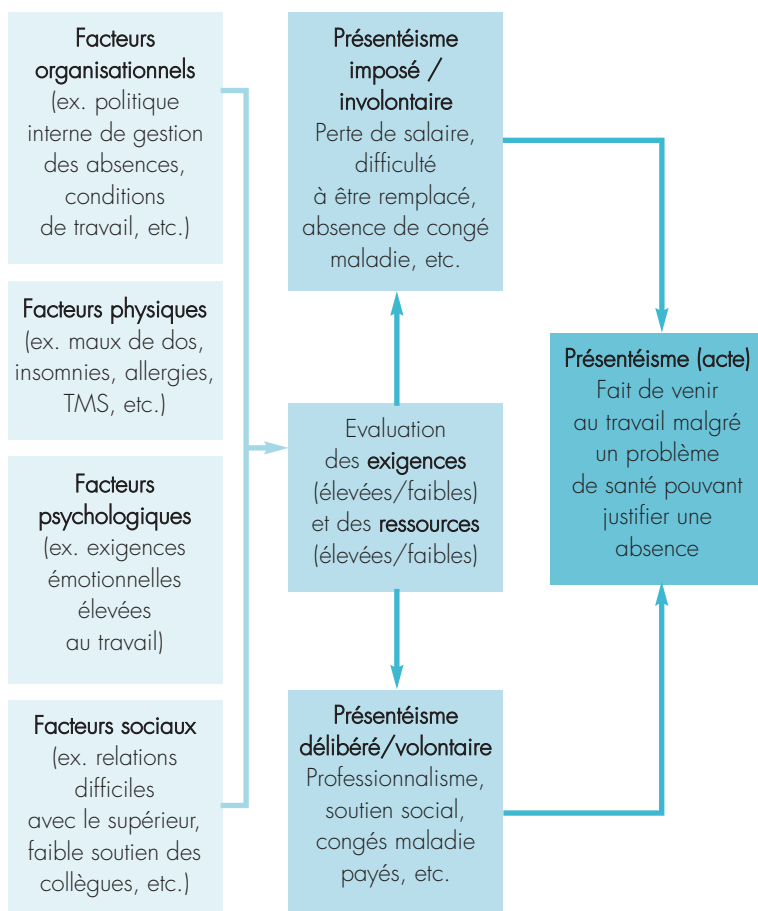 Facteurs
organisationnels
(ex. politique
interne de gestion
des absences,
conditions
de travail, etc.)
Facteurs physiques
(ex. maux de dos,
insomnies, allergies,
TMS, etc.)
Facteurs
psychologiques
(ex. exigences
émotionnelles
élevées
au travail)
Facteurs sociaux
(ex. relations
difficiles
avec le supérieur,
faible soutien des
collègues, etc.)
Présentéisme
imposé /
involontaire
Perte de salaire,
difficulté
à être remplacé,
absence de congé
maladie, etc.
Evaluation
des exigences
(élevées/faibles)
et des ressources
(élevées/faibles)
Présentéisme
délibéré/volontaire
Professionnalisme,
soutien social,
congés maladie
payés, etc.
Présentéisme (acte)
Fait de venir
au travail malgré
un problème
de santé pouvant
justifier une
absence